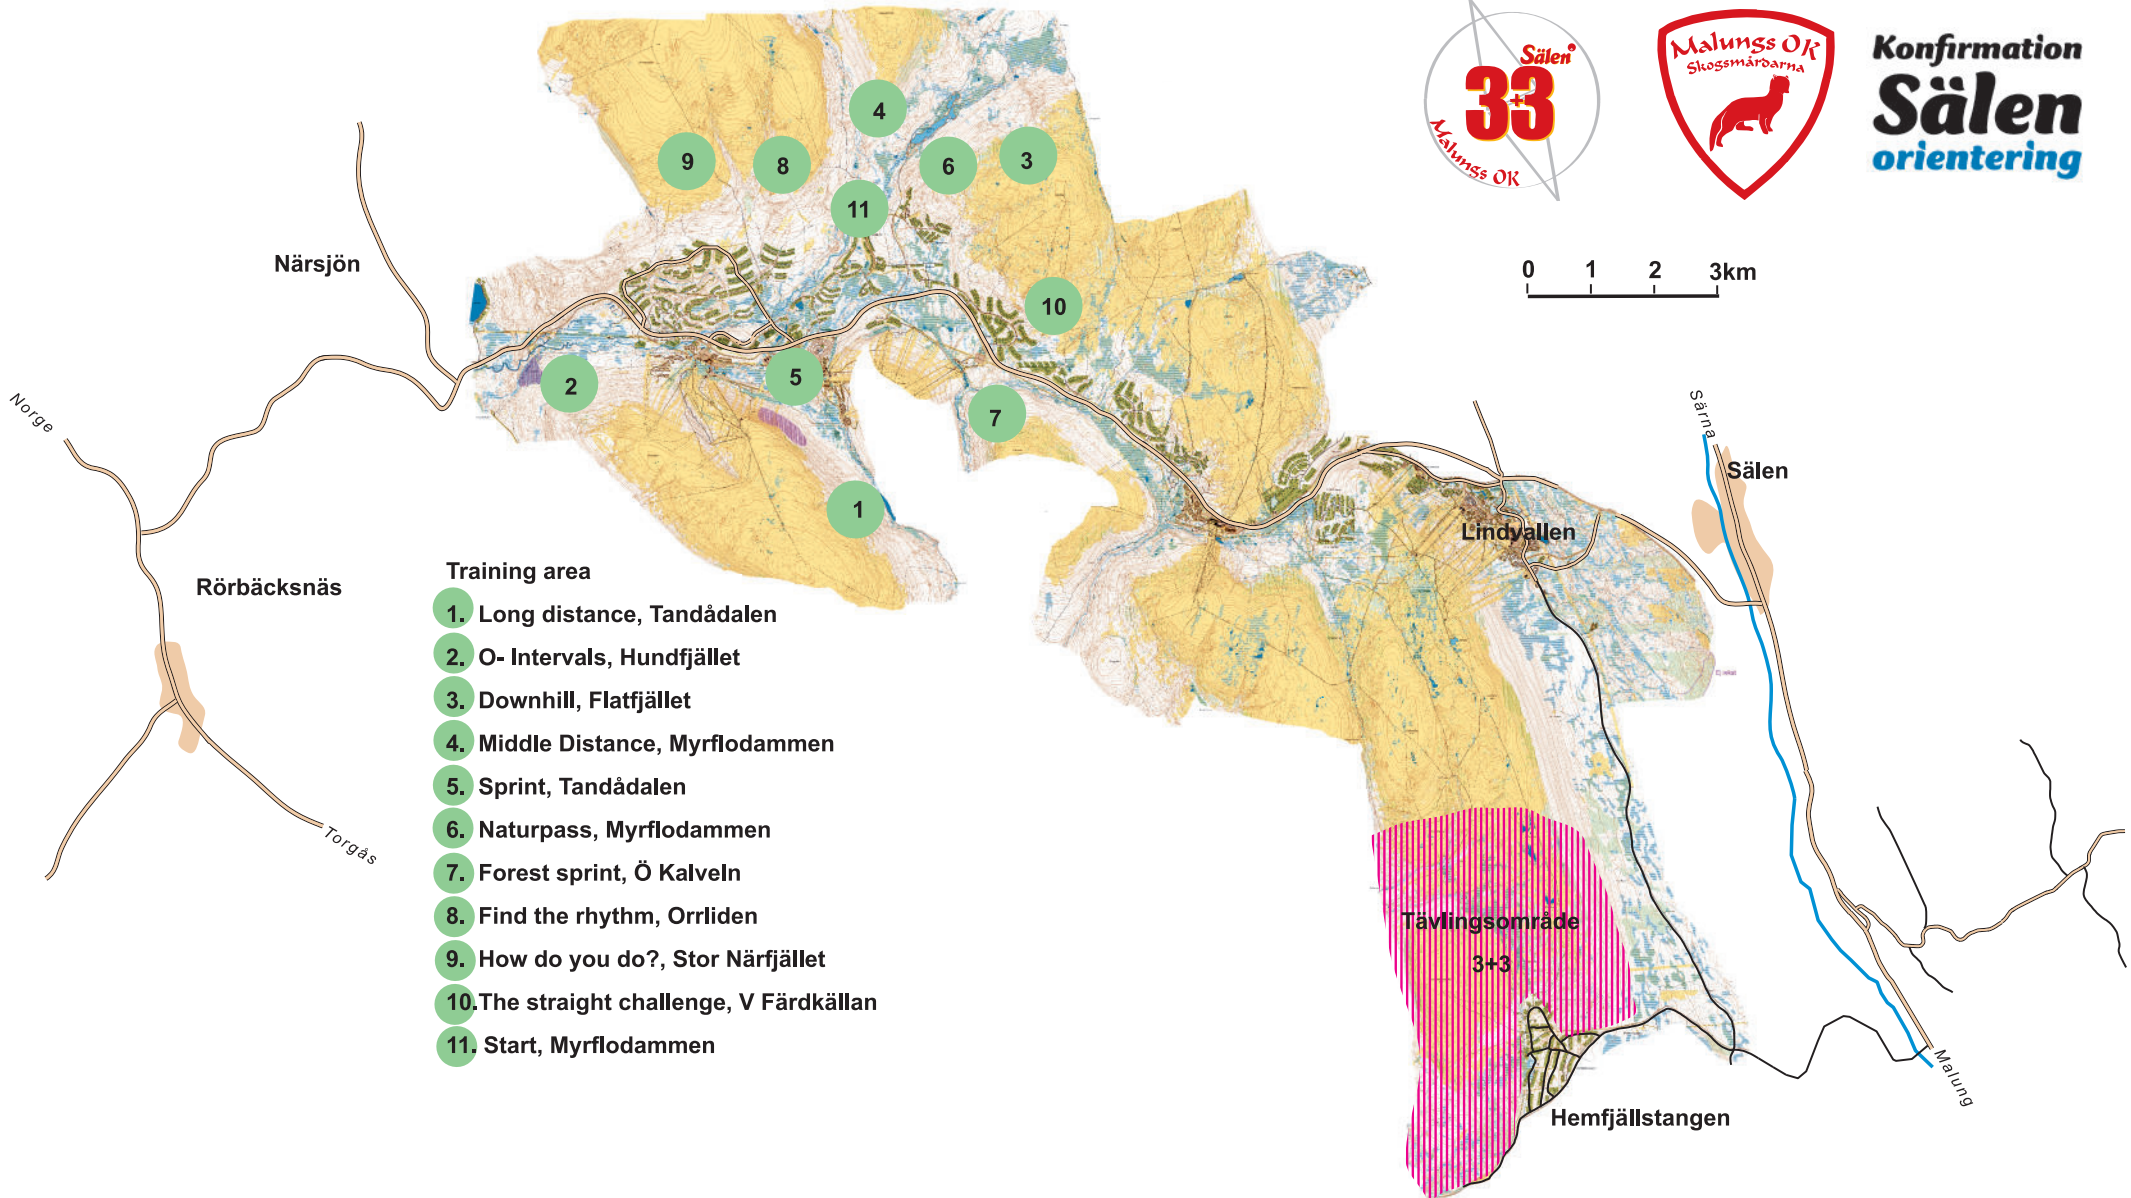 Sälen
3+3
Malungs OK
Malungs OK
Skogsmårdarna
Konfirmation
Sälen
orientering
0 1 2 3km
Närsjön
Norge
Rörbäcksnäs
Torgås
9
8
4
6
3
11
10
2
5
7
1
Särna
Sälen
Lindvallen
Ej ritat
Tävlingsområde
3+3
Hemfjällstangen
Malung
Training area
1. Long distance, Tandådalen
2. O- Intervals, Hundfjället
3. Downhill, Flatfjället
4. Middle Distance, Myrflodammen
5. Sprint, Tandådalen
6. Naturpass, Myrflodammen
7. Forest sprint, Ö Kalveln
8. Find the rhythm, Orrliden
9. How do you do?, Stor Närfjället
10. The straight challenge, V Färdkällan
11. Start, Myrflodammen